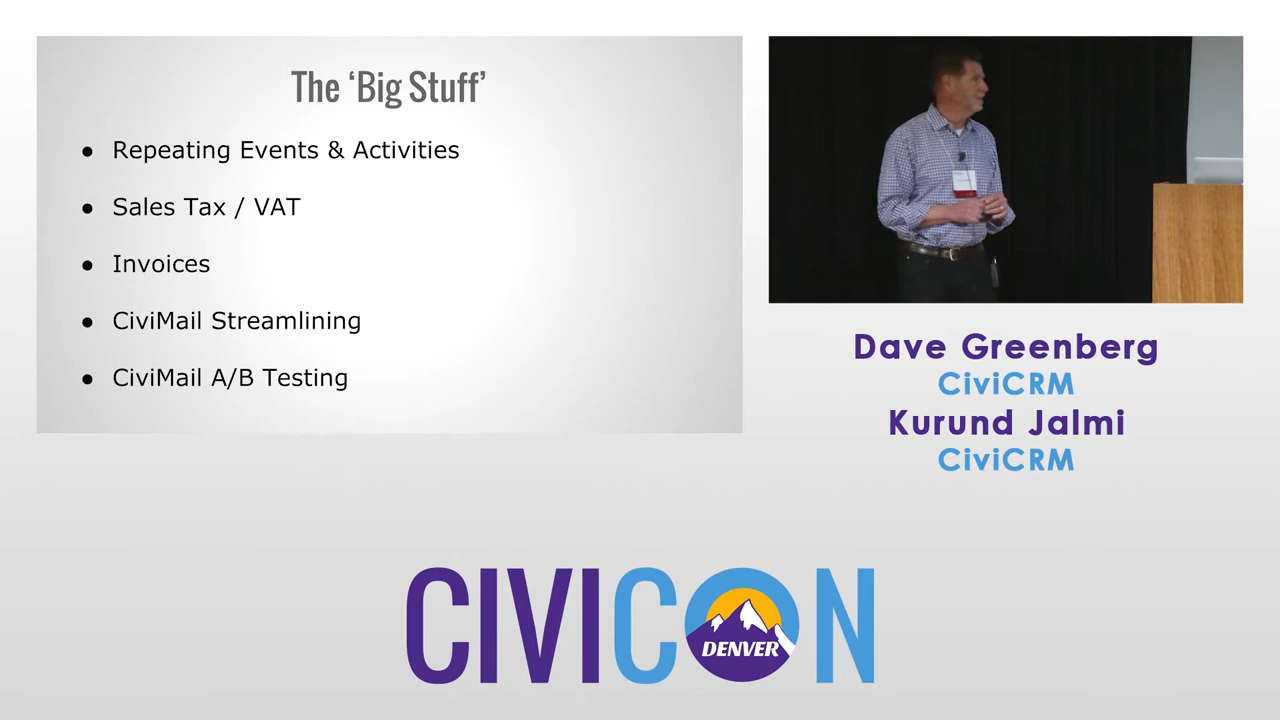 The ‘Big Stuff’
● Repeating Events & Activities
● Sales Tax / VAT
● Invoices
● CiviMail Streamlining
● CiviMail A/B Testing
Dave Greenberg
CiviCRM
Kurund Jalmi
CiviCRM
CIVICON
DENVER